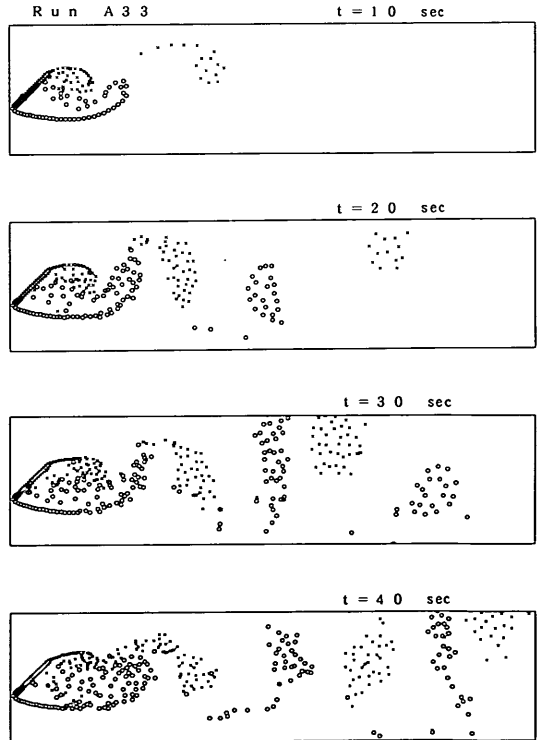 Run A33
t = 10 sec
t = 20 sec
t = 30 sec
t = 40 sec